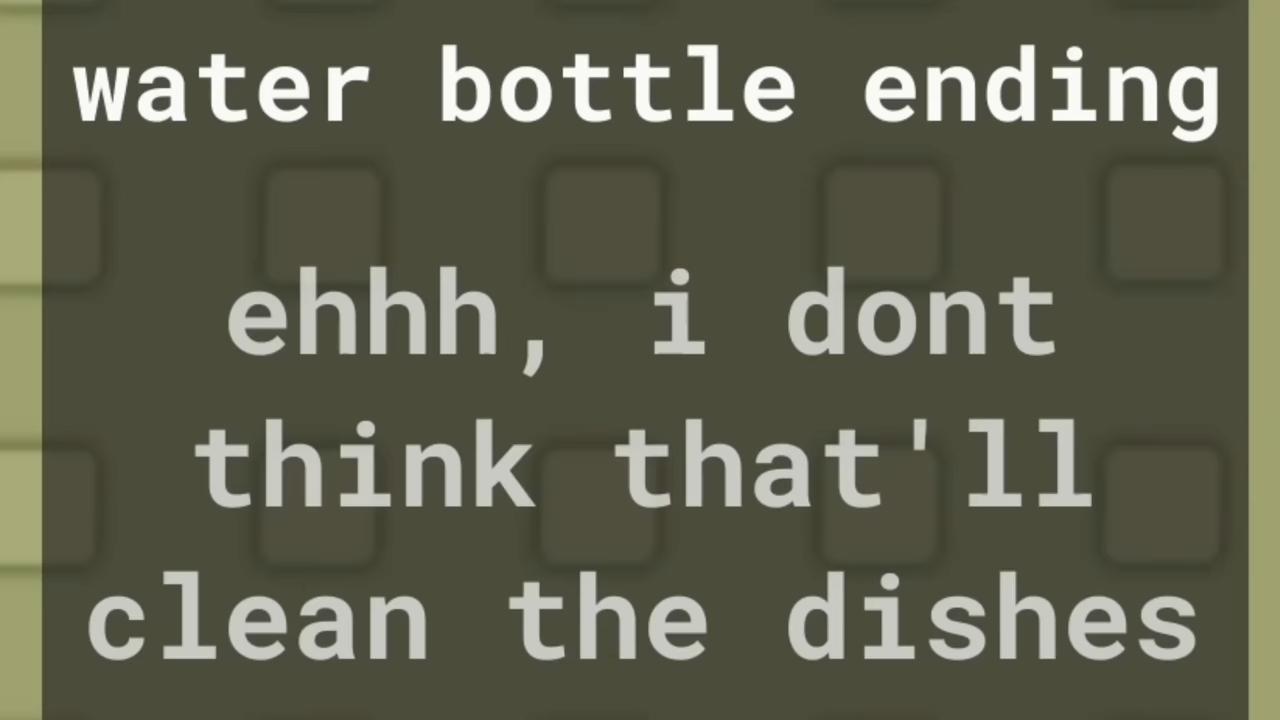 water bottle ending
ehhh, i dont
think that'll
clean the dishes